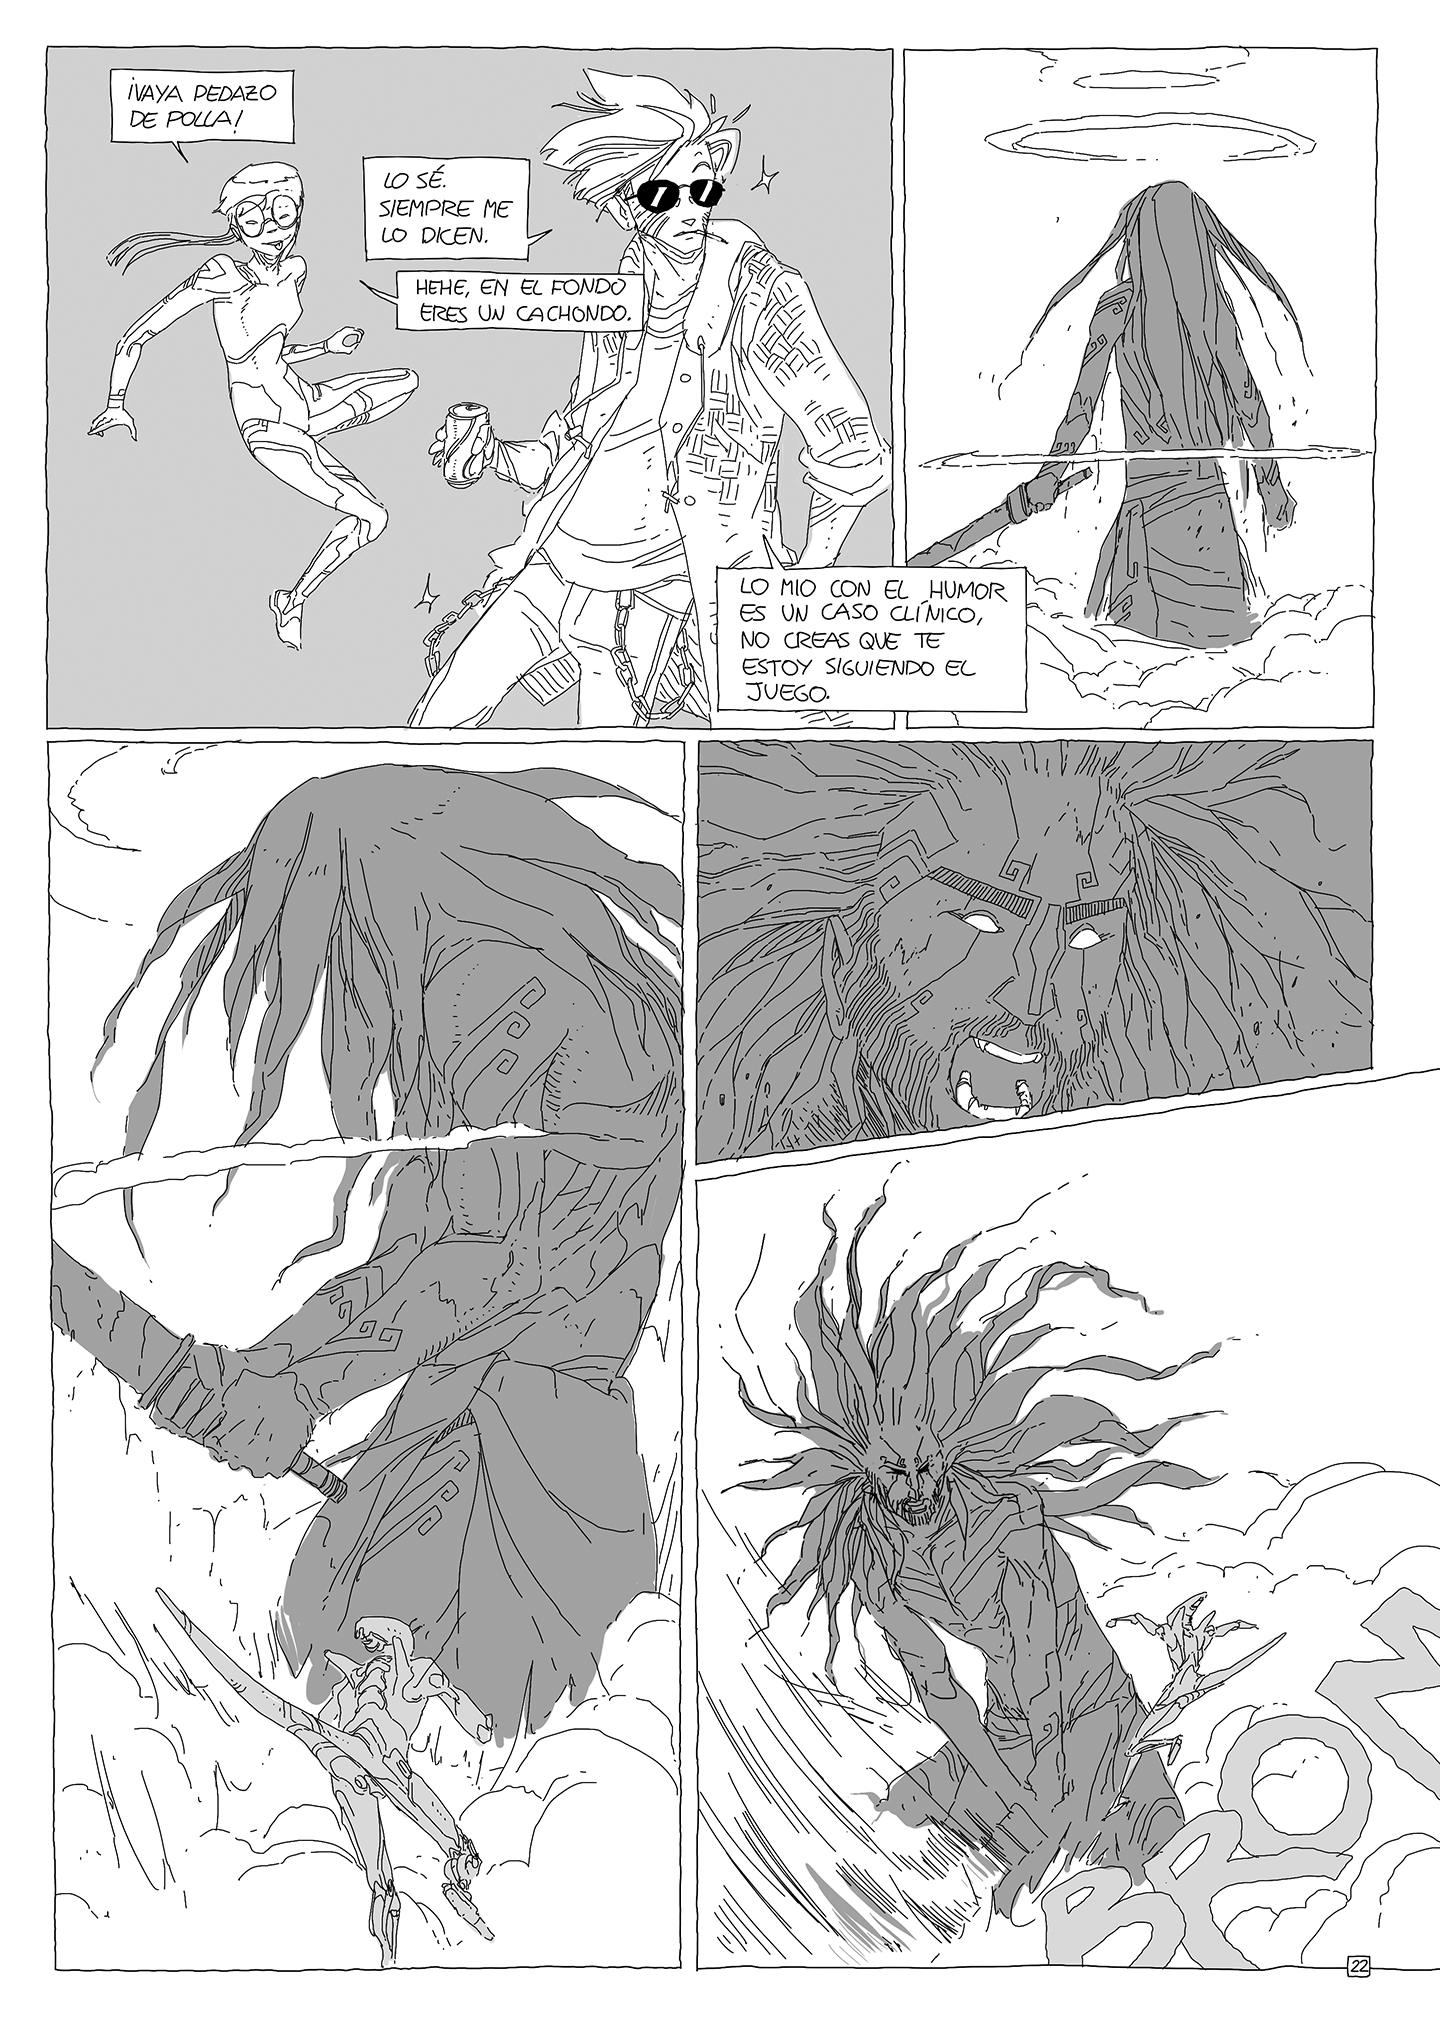 ¡VAYA PEDAZO
DE POLLA!
LO SÉ.
SIEMPRE ME
LO DICEN.
HEHE, EN EL FONDO
ERES UN CACHONDO.
LO MIO CON EL HUMOR
ES UN CASO CLÍNICO,
NO CREAS QUE TE
ESTOY SIGUIENDO EL
JUEGO.
BROM
22